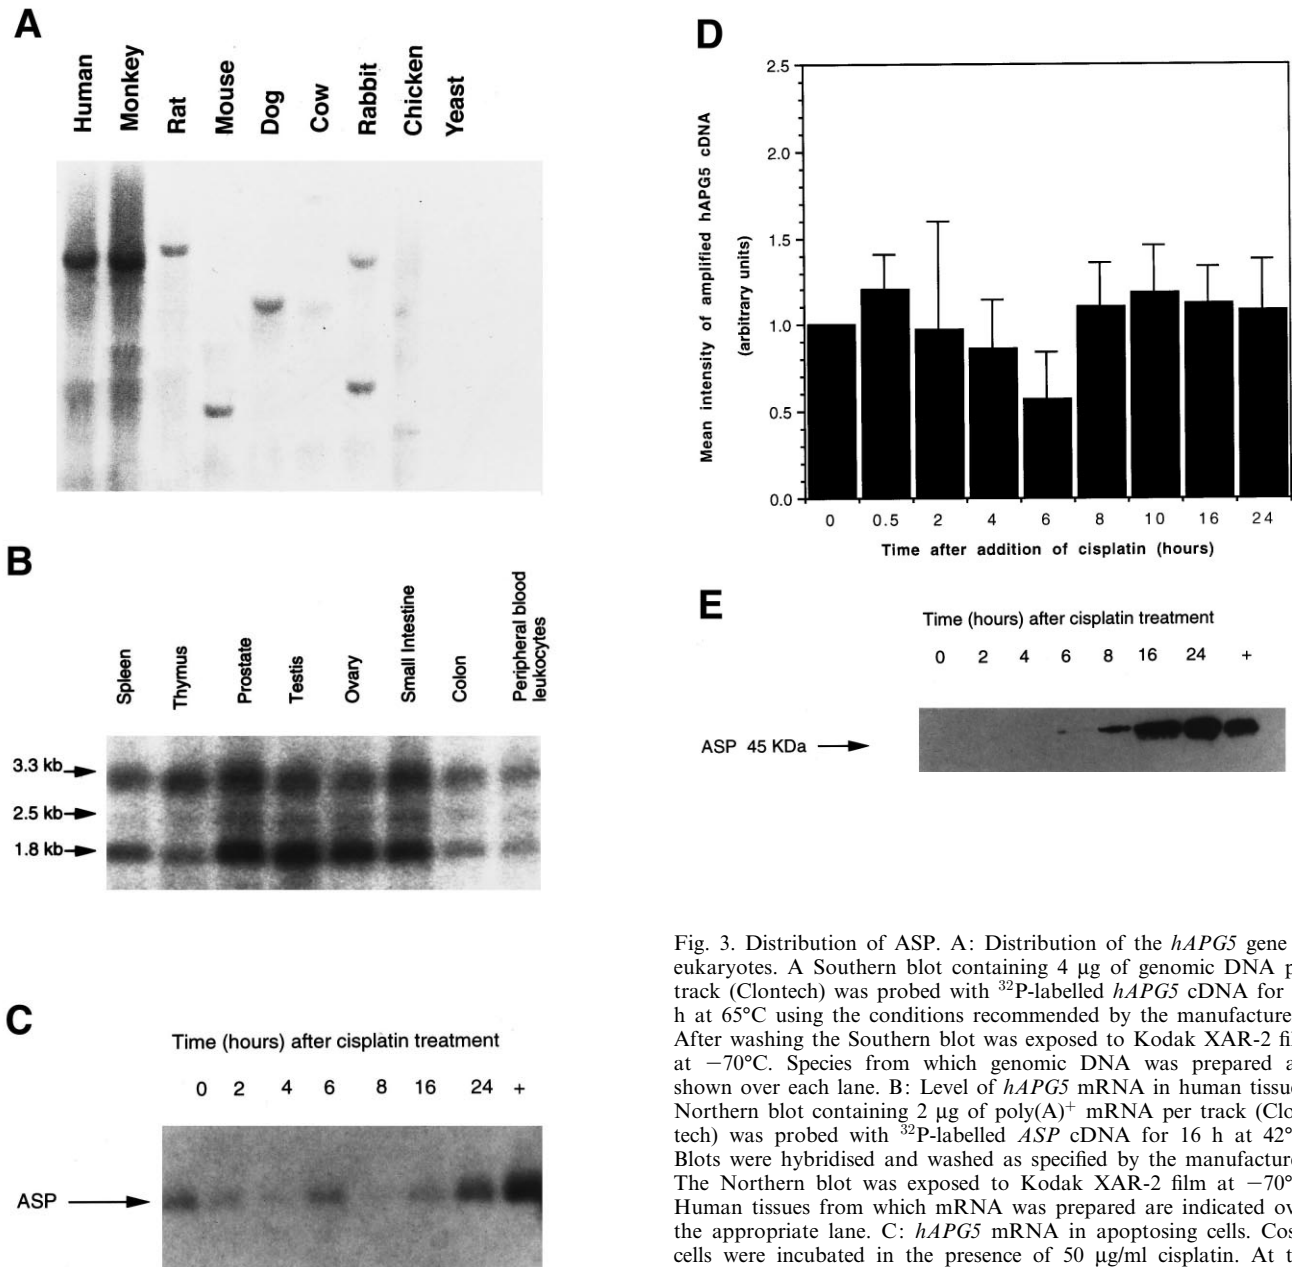 A
Human
Monkey
Rat
Mouse
Dog
Cow
Rabbit
Chicken
Yeast
B
Spleen
Thymus
Prostate
Testis
Ovary
Small Intestine
Colon
Peripheral blood
leukocytes
3.3 kb
2.5 kb
1.8 kb
C
Time (hours) after cisplatin treatment
0 2 4 6 8 16 24 +
ASP
D
Mean intensity of amplified hAPG5 cDNA
(arbitrary units)
2.5
2.0
1.5
1.0
0.5
0.0
0 0.5 2 4 6 8 10 16 24
Time after addition of cisplatin (hours)
E
Time (hours) after cisplatin treatment
0 2 4 6 8 16 24 +
ASP 45 KDa
Fig. 3. Distribution of ASP. A: Distribution of the hAPG5 gene
eukaryotes. A Southern blot containing 4 μg of genomic DNA p
track (Clontech) was probed with ³²P-labelled hAPG5 cDNA for
h at 65°C using the conditions recommended by the manufacture
After washing the Southern blot was exposed to Kodak XAR-2 fil
at −70°C. Species from which genomic DNA was prepared a
shown over each lane. B: Level of hAPG5 mRNA in human tissue
Northern blot containing 2 μg of poly(A)⁺ mRNA per track (Clo
tech) was probed with ³²P-labelled ASP cDNA for 16 h at 42°
Blots were hybridised and washed as specified by the manufacture
The Northern blot was exposed to Kodak XAR-2 film at −70°
Human tissues from which mRNA was prepared are indicated ov
the appropriate lane. C: hAPG5 mRNA in apoptosing cells. Cos
cells were incubated in the presence of 50 μg/ml cisplatin. At t